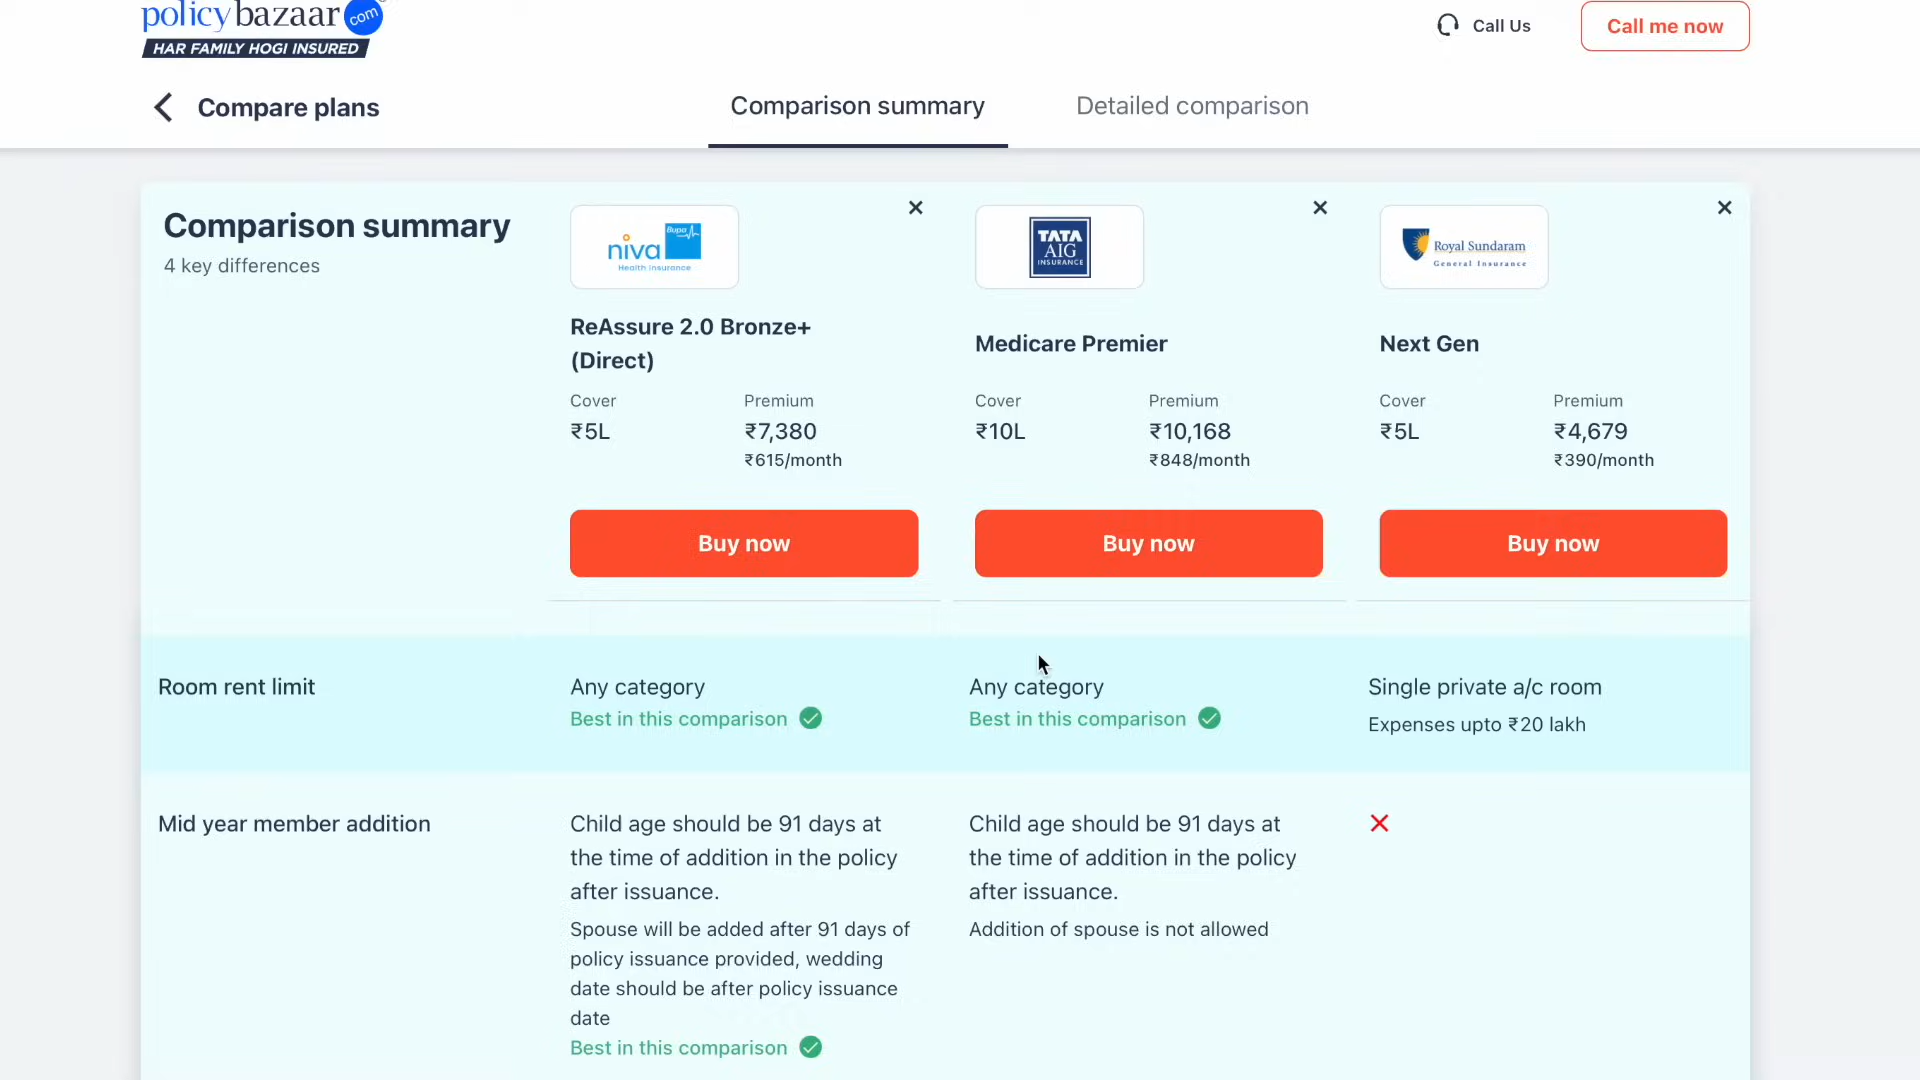 policybazaar com
HAR FAMILY HOGI INSURED
Call Us
Call me now
Compare plans
Comparison summary
Detailed comparison
Comparison summary
4 key differences
niva Bupa
Health Insurance
TATA
AIG
INSURANCE
Royal Sundaram
General Insurance
ReAssure 2.0 Bronze+
(Direct)
Medicare Premier
Next Gen
Cover
Premium
Cover
Premium
Cover
Premium
₹5L
₹7,380
₹10L
₹10,168
₹5L
₹4,679
₹615/month
₹848/month
₹390/month
Buy now
Buy now
Buy now
Room rent limit
Any category
Best in this comparison
Any category
Best in this comparison
Single private a/c room
Expenses upto ₹20 lakh
Mid year member addition
Child age should be 91 days at
the time of addition in the policy
after issuance.
Spouse will be added after 91 days of
policy issuance provided, wedding
date should be after policy issuance
date
Best in this comparison
Child age should be 91 days at
the time of addition in the policy
after issuance.
Addition of spouse is not allowed